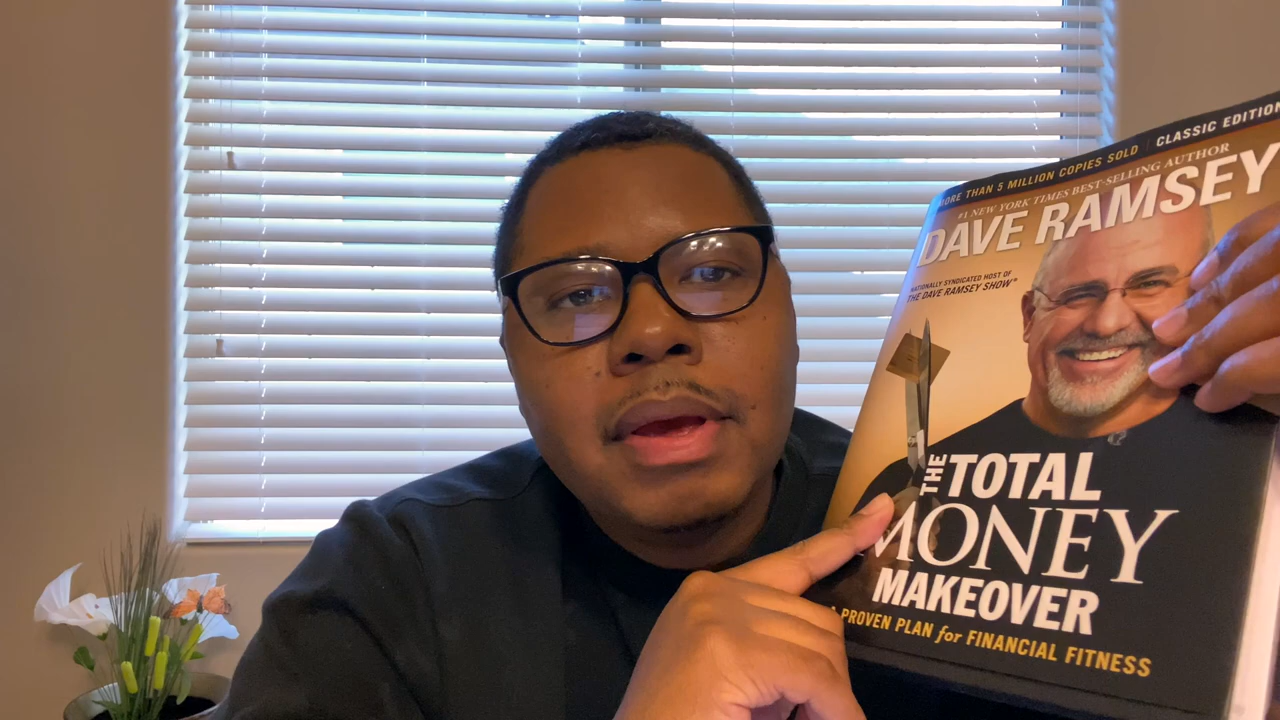 MORE THAN 5 MILLION COPIES SOLD | CLASSIC EDITION
#1 NEW YORK TIMES BEST-SELLING AUTHOR
DAVE RAMSEY
NATIONALLY SYNDICATED HOST OF
THE DAVE RAMSEY SHOW®
THE TOTAL
MONEY
MAKEOVER
A PROVEN PLAN for FINANCIAL FITNESS